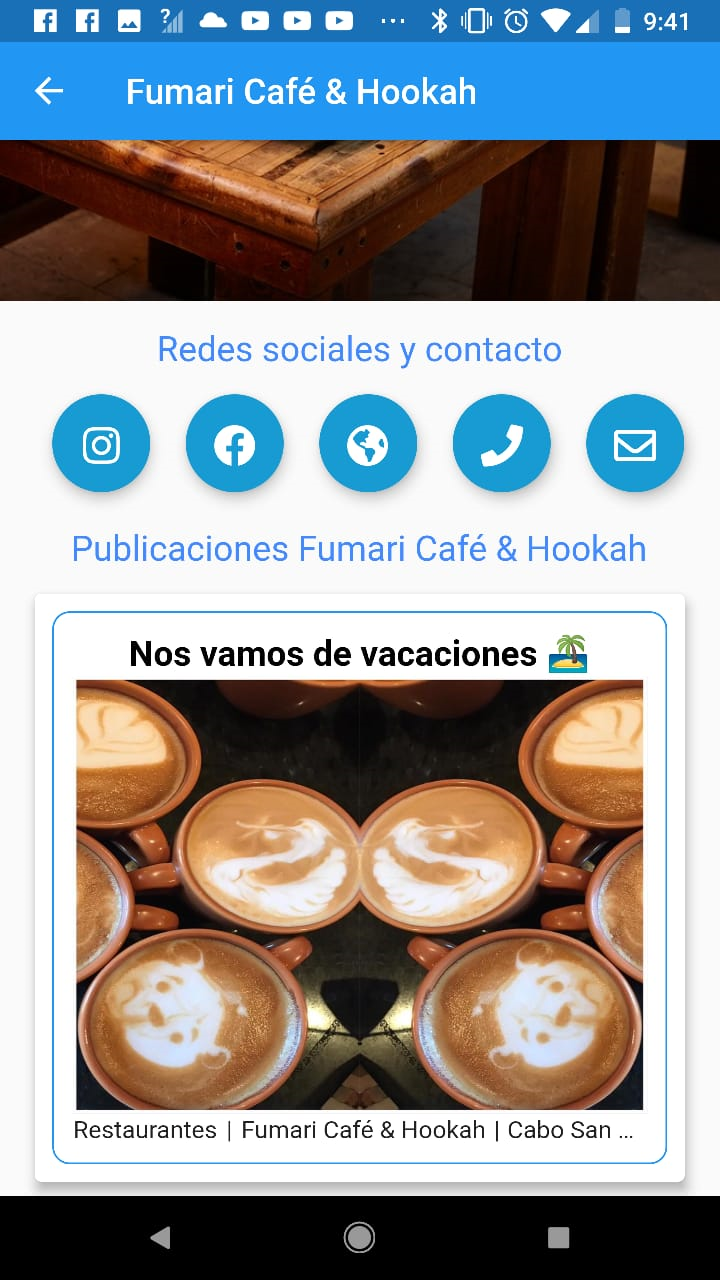 9:41
Fumari Café & Hookah
Redes sociales y contacto
Publicaciones Fumari Café & Hookah
Nos vamos de vacaciones 🏝️
Restaurantes | Fumari Café & Hookah | Cabo San ...